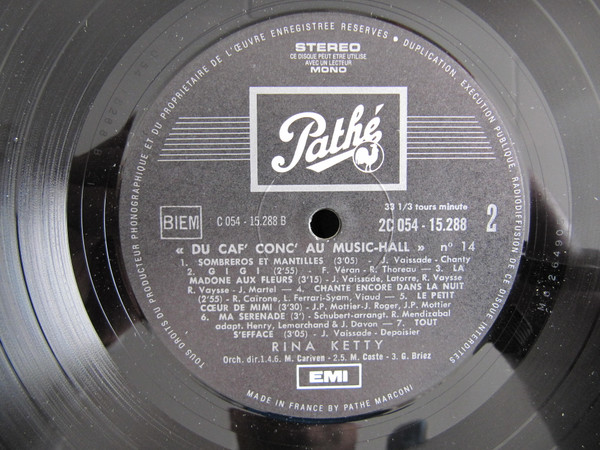 TOUS DROITS DU PRODUCTEUR PHONOGRAPHIQUE ET DU PROPRIETAIRE DE L'ŒUVRE ENREGISTREE RESERVES • DUPLICATION, EXECUTION PUBLIQUE, RADIODIFFUSION DE CE DISQUE INTERDITES
STEREO
CE DISQUE PEUT ETRE UTILISE
AVEC UN LECTEUR
MONO
Pathé
33 1/3 tours minute
BIEM
C 054 - 15.288 B
2C 054 - 15.288
2
« DU CAF' CONC' AU MUSIC-HALL » n° 14
1. SOMBREROS ET MANTILLES (3'05) - J. Vaissade - Chanty
2. G I G I (2'55) - F. Véran - R. Thoreau — 3. LA
MADONE AUX FLEURS (3'15) - J. Vaissade, Latorre, R. Vaysse
R. Vaysse - J. Martel — 4. CHANTE ENCORE DANS LA NUIT
(2'55) - R. Cairone, L. Ferrari-Syam, Viaud — 5. LE PETIT
CŒUR DE MIMI (3'30) - J.P. Mottier-J. Roger, J.P. Mottier
6. MA SERENADE (3') - Schubert-arrangt. R. Mendizabal
adapt. Henry, Lemarchand & J. Davon — 7. TOUT
S'EFFACE (3'05) - J. Vaissade - Depoisier
RINA KETTY
Orch. dir.1.4.6. M. Cariven - 2.5. M. Coste - 3. G. Briez
EMI
MADE IN FRANCE BY PATHE MARCONI